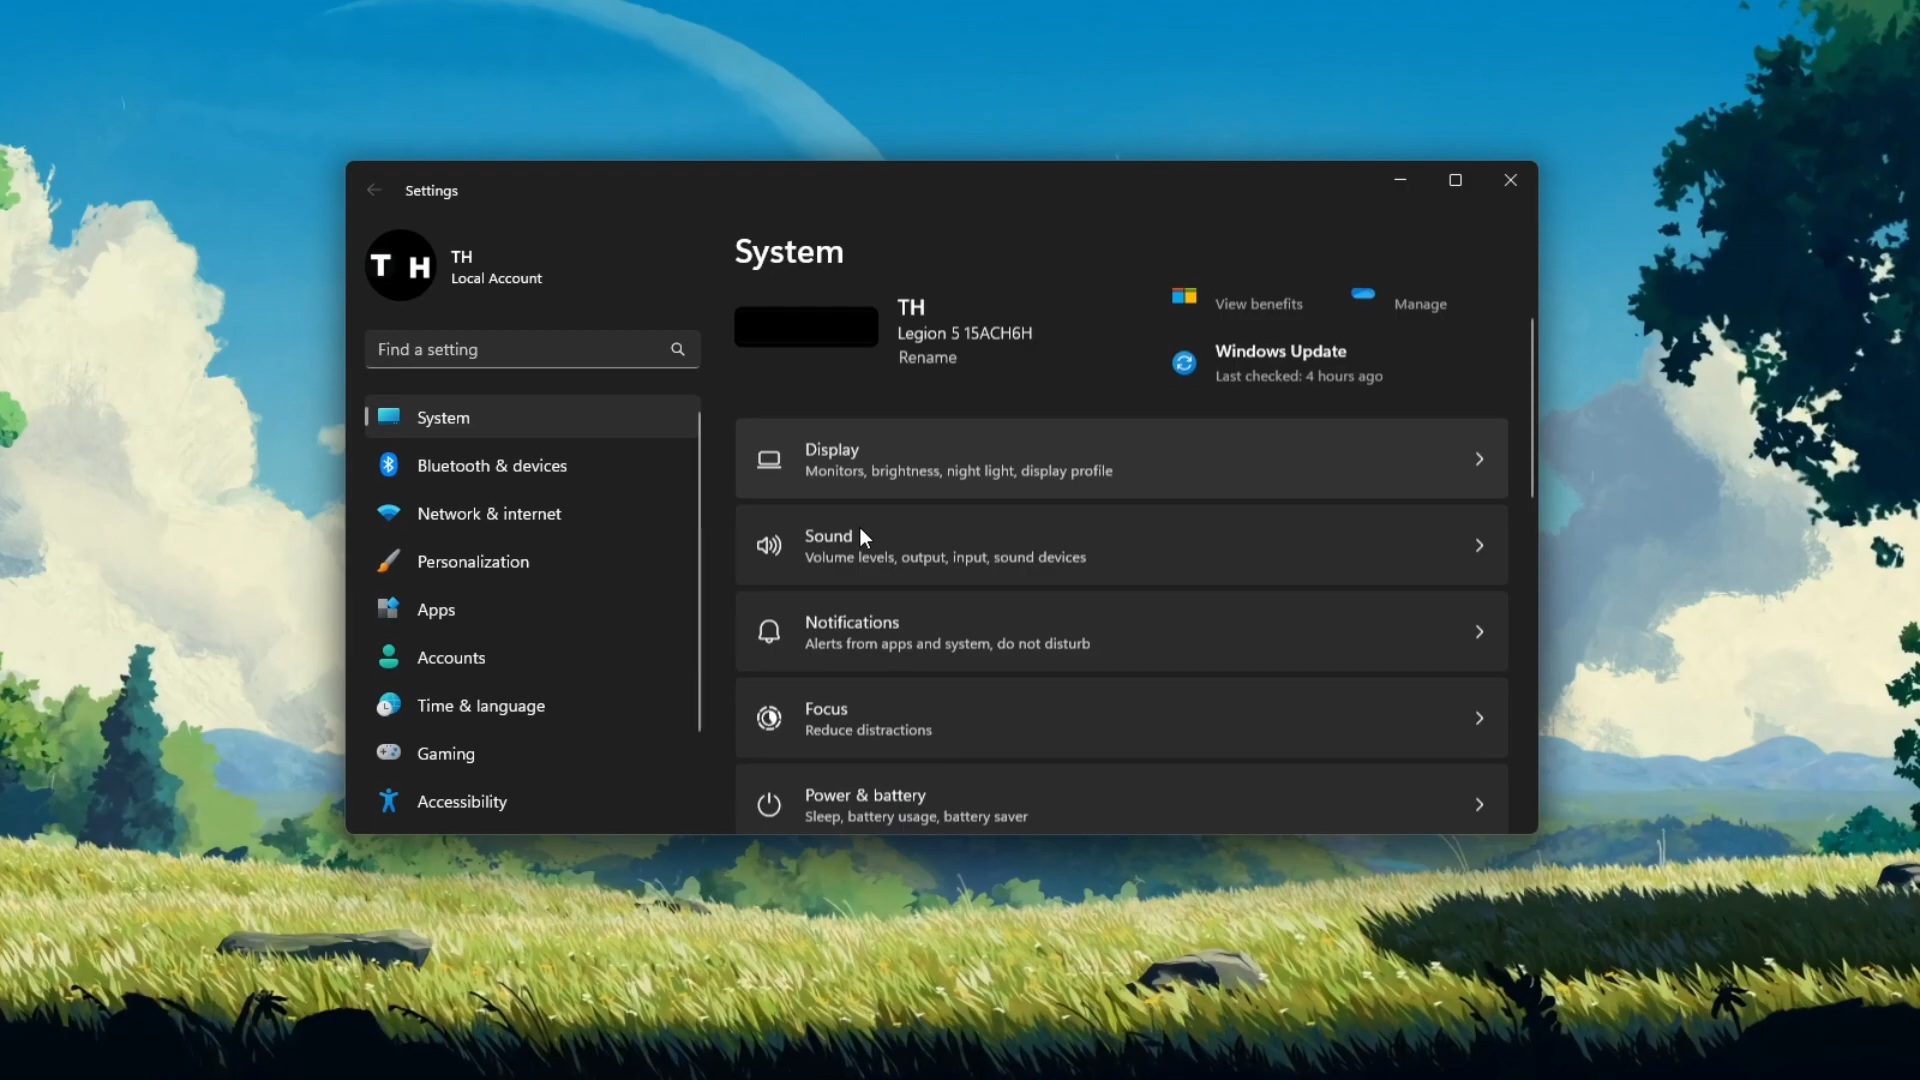 Settings
TH
Local Account
Find a setting
System
Bluetooth & devices
Network & internet
Personalization
Apps
Accounts
Time & language
Gaming
Accessibility
System
TH
Legion 5 15ACH6H
Rename
View benefits
Manage
Windows Update
Last checked: 4 hours ago
Display
Monitors, brightness, night light, display profile
Sound
Volume levels, output, input, sound devices
Notifications
Alerts from apps and system, do not disturb
Focus
Reduce distractions
Power & battery
Sleep, battery usage, battery saver
T H